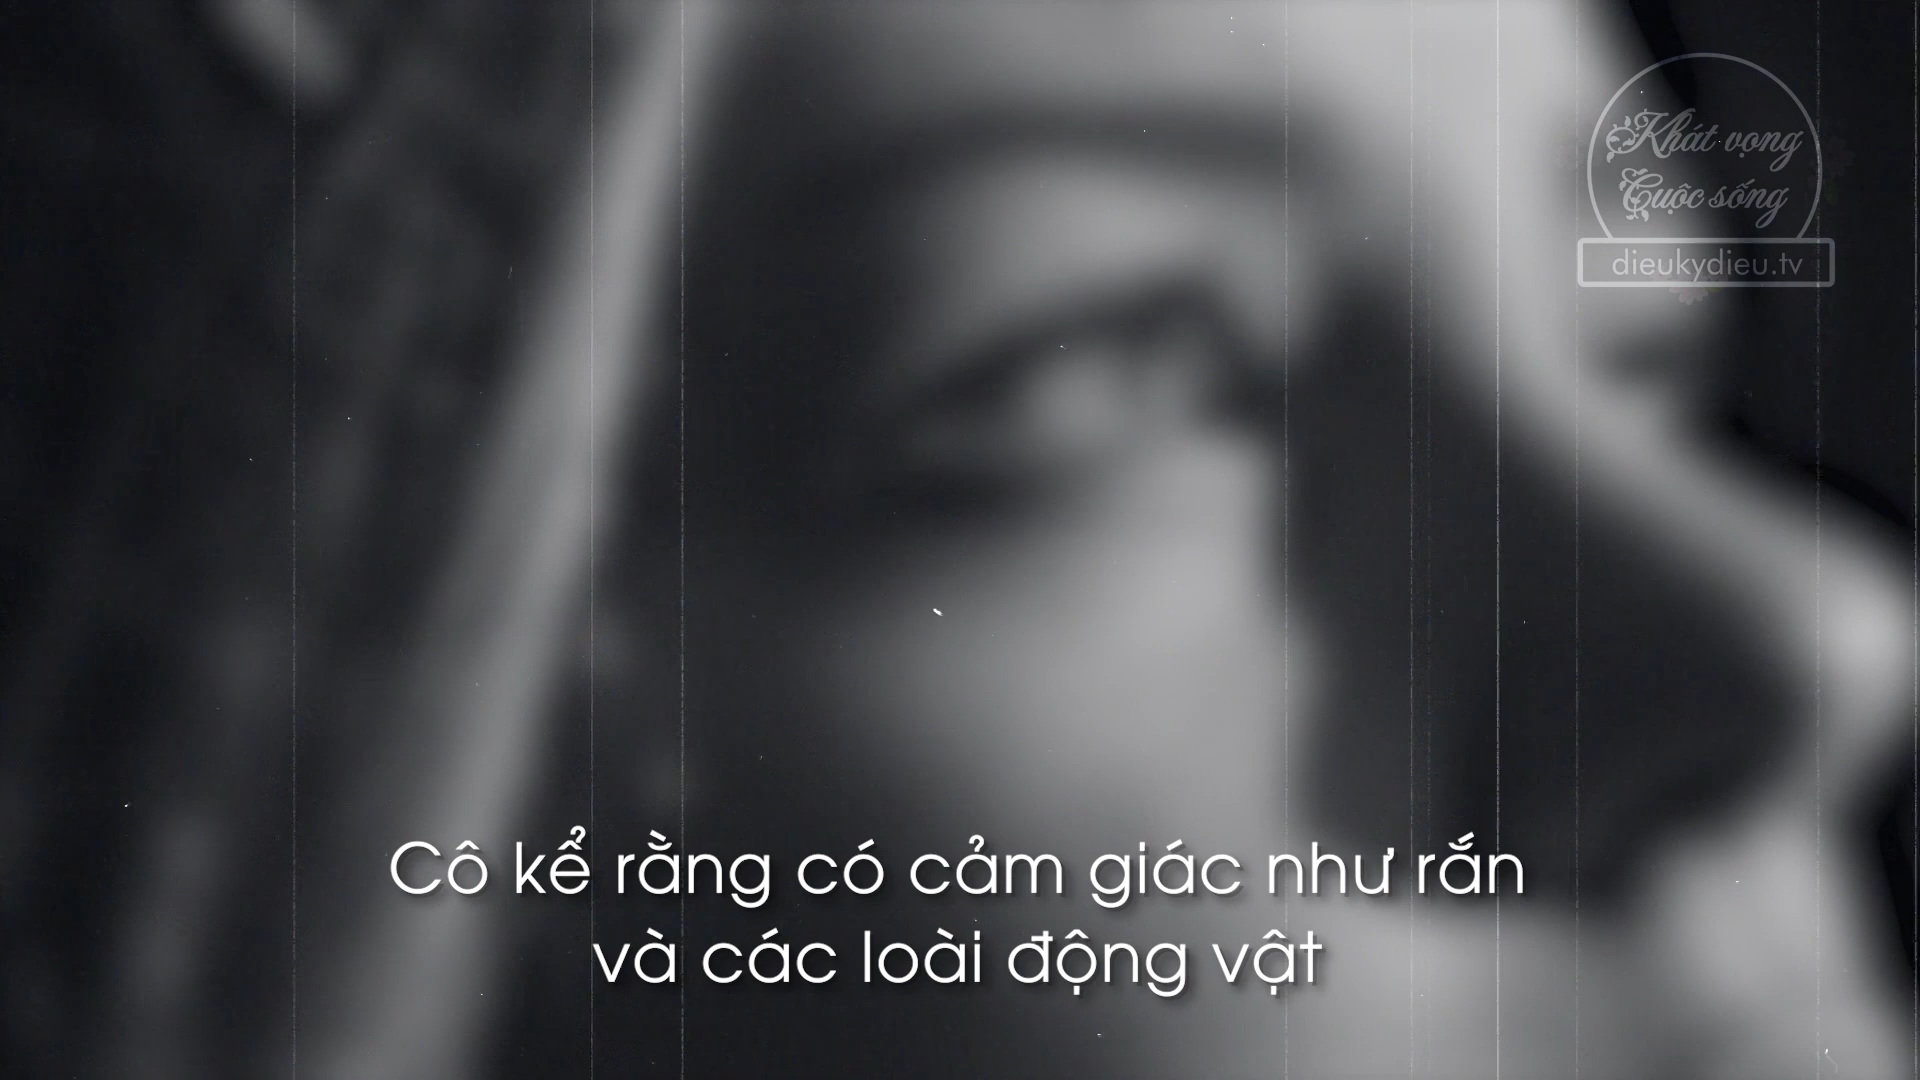 Khát vọng
Cuộc sống
dieukydieu.tv
Cô kể rằng có cảm giác như rắn
và các loài động vật